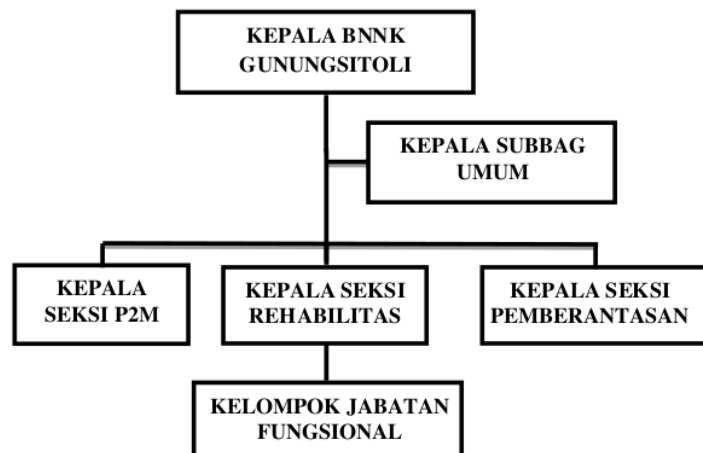 KEPALA BNNK
GUNUNGSITOLI
KEPALA SUBBAG
UMUM
KEPALA
SEKSI P2M
KEPALA SEKSI
REHABILITAS
KEPALA SEKSI
PEMBERANTASAN
KELOMPOK JABATAN
FUNGSIONAL